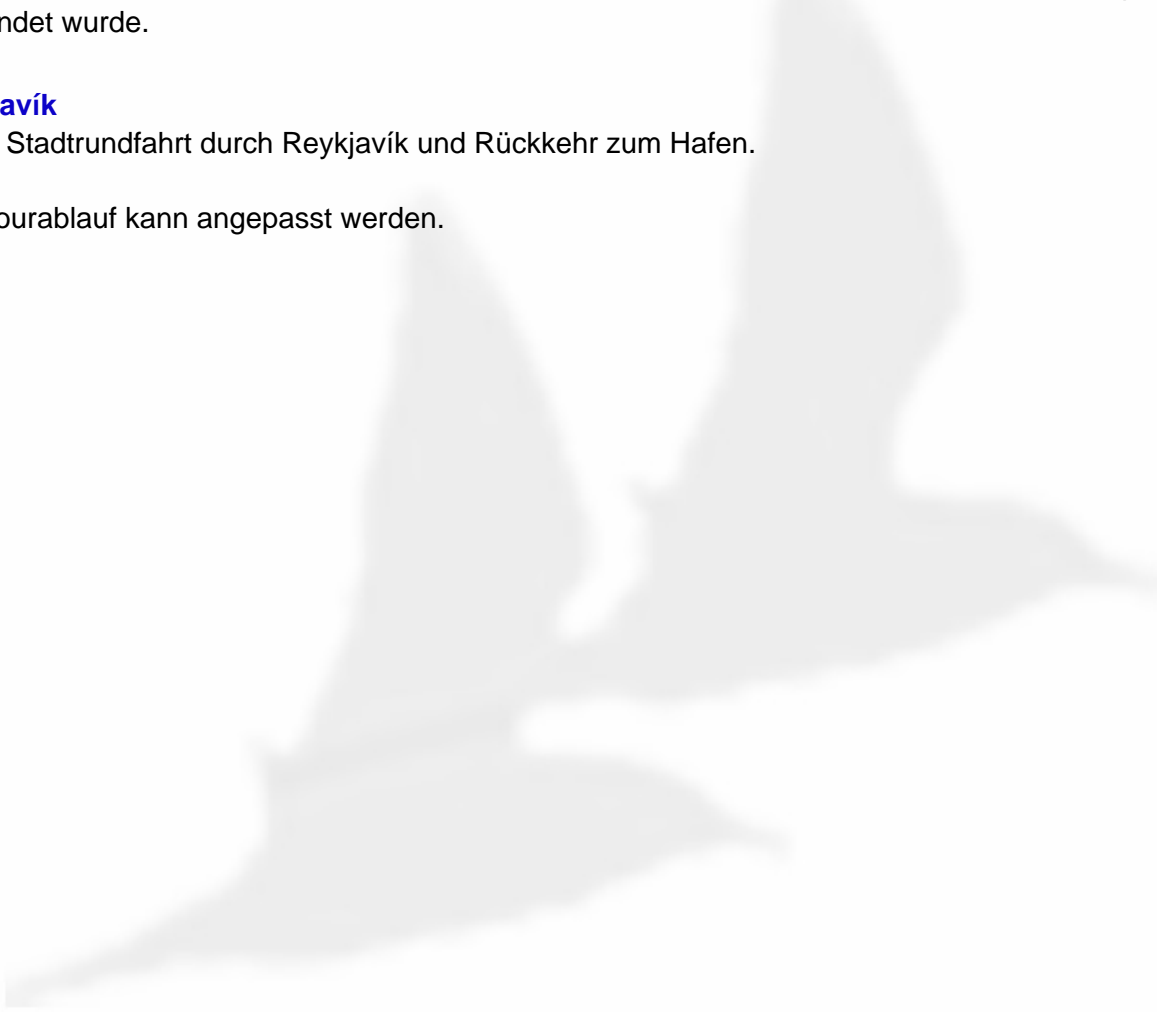 ndet wurde.
avík
Stadtrundfahrt durch Reykjavík und Rückkehr zum Hafen.
ourablauf kann angepasst werden.